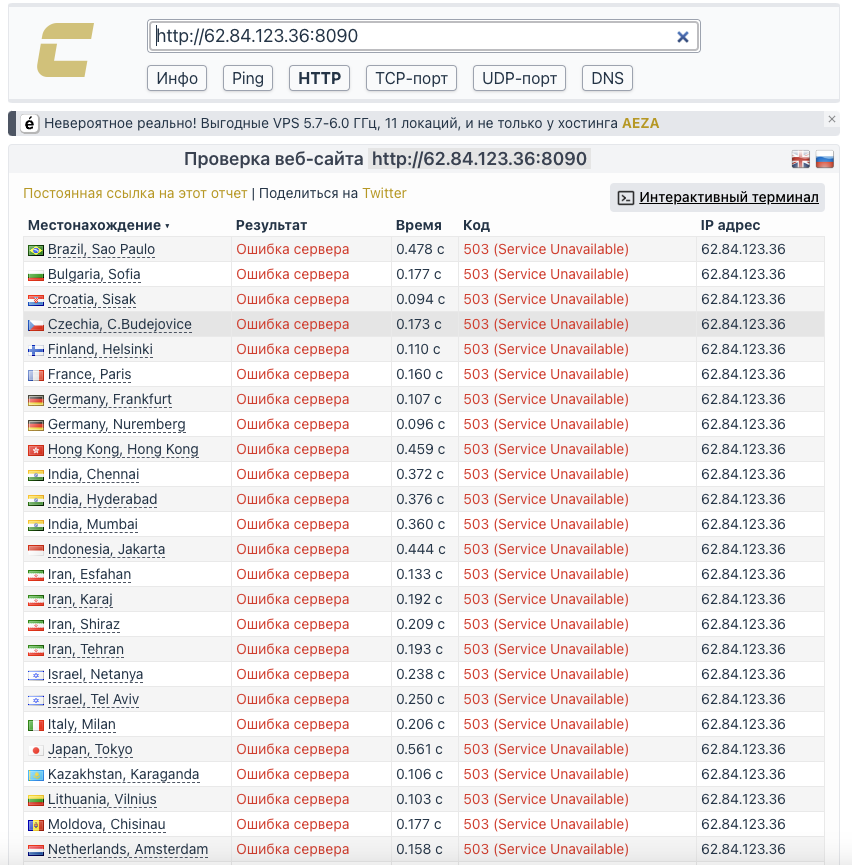 http://62.84.123.36:8090
Инфо Ping HTTP TCP-порт UDP-порт DNS
é Невероятное реально! Выгодные VPS 5.7-6.0 ГГц, 11 локаций, и не только у хостинга AEZA
Проверка веб-сайта http://62.84.123.36:8090
Постоянная ссылка на этот отчет | Поделиться на Twitter
Интерактивный терминал
Местонахождение Результат Время Код IP адрес
Brazil, Sao Paulo Ошибка сервера 0.478 с 503 (Service Unavailable) 62.84.123.36
Bulgaria, Sofia Ошибка сервера 0.177 с 503 (Service Unavailable) 62.84.123.36
Croatia, Sisak Ошибка сервера 0.094 с 503 (Service Unavailable) 62.84.123.36
Czechia, C.Budejovice Ошибка сервера 0.173 с 503 (Service Unavailable) 62.84.123.36
Finland, Helsinki Ошибка сервера 0.110 с 503 (Service Unavailable) 62.84.123.36
France, Paris Ошибка сервера 0.160 с 503 (Service Unavailable) 62.84.123.36
Germany, Frankfurt Ошибка сервера 0.107 с 503 (Service Unavailable) 62.84.123.36
Germany, Nuremberg Ошибка сервера 0.096 с 503 (Service Unavailable) 62.84.123.36
Hong Kong, Hong Kong Ошибка сервера 0.459 с 503 (Service Unavailable) 62.84.123.36
India, Chennai Ошибка сервера 0.372 с 503 (Service Unavailable) 62.84.123.36
India, Hyderabad Ошибка сервера 0.376 с 503 (Service Unavailable) 62.84.123.36
India, Mumbai Ошибка сервера 0.360 с 503 (Service Unavailable) 62.84.123.36
Indonesia, Jakarta Ошибка сервера 0.444 с 503 (Service Unavailable) 62.84.123.36
Iran, Esfahan Ошибка сервера 0.133 с 503 (Service Unavailable) 62.84.123.36
Iran, Karaj Ошибка сервера 0.192 с 503 (Service Unavailable) 62.84.123.36
Iran, Shiraz Ошибка сервера 0.209 с 503 (Service Unavailable) 62.84.123.36
Iran, Tehran Ошибка сервера 0.193 с 503 (Service Unavailable) 62.84.123.36
Israel, Netanya Ошибка сервера 0.238 с 503 (Service Unavailable) 62.84.123.36
Israel, Tel Aviv Ошибка сервера 0.250 с 503 (Service Unavailable) 62.84.123.36
Italy, Milan Ошибка сервера 0.206 с 503 (Service Unavailable) 62.84.123.36
Japan, Tokyo Ошибка сервера 0.561 с 503 (Service Unavailable) 62.84.123.36
Kazakhstan, Karaganda Ошибка сервера 0.106 с 503 (Service Unavailable) 62.84.123.36
Lithuania, Vilnius Ошибка сервера 0.103 с 503 (Service Unavailable) 62.84.123.36
Moldova, Chisinau Ошибка сервера 0.177 с 503 (Service Unavailable) 62.84.123.36
Netherlands, Amsterdam Ошибка сервера 0.158 с 503 (Service Unavailable) 62.84.123.36